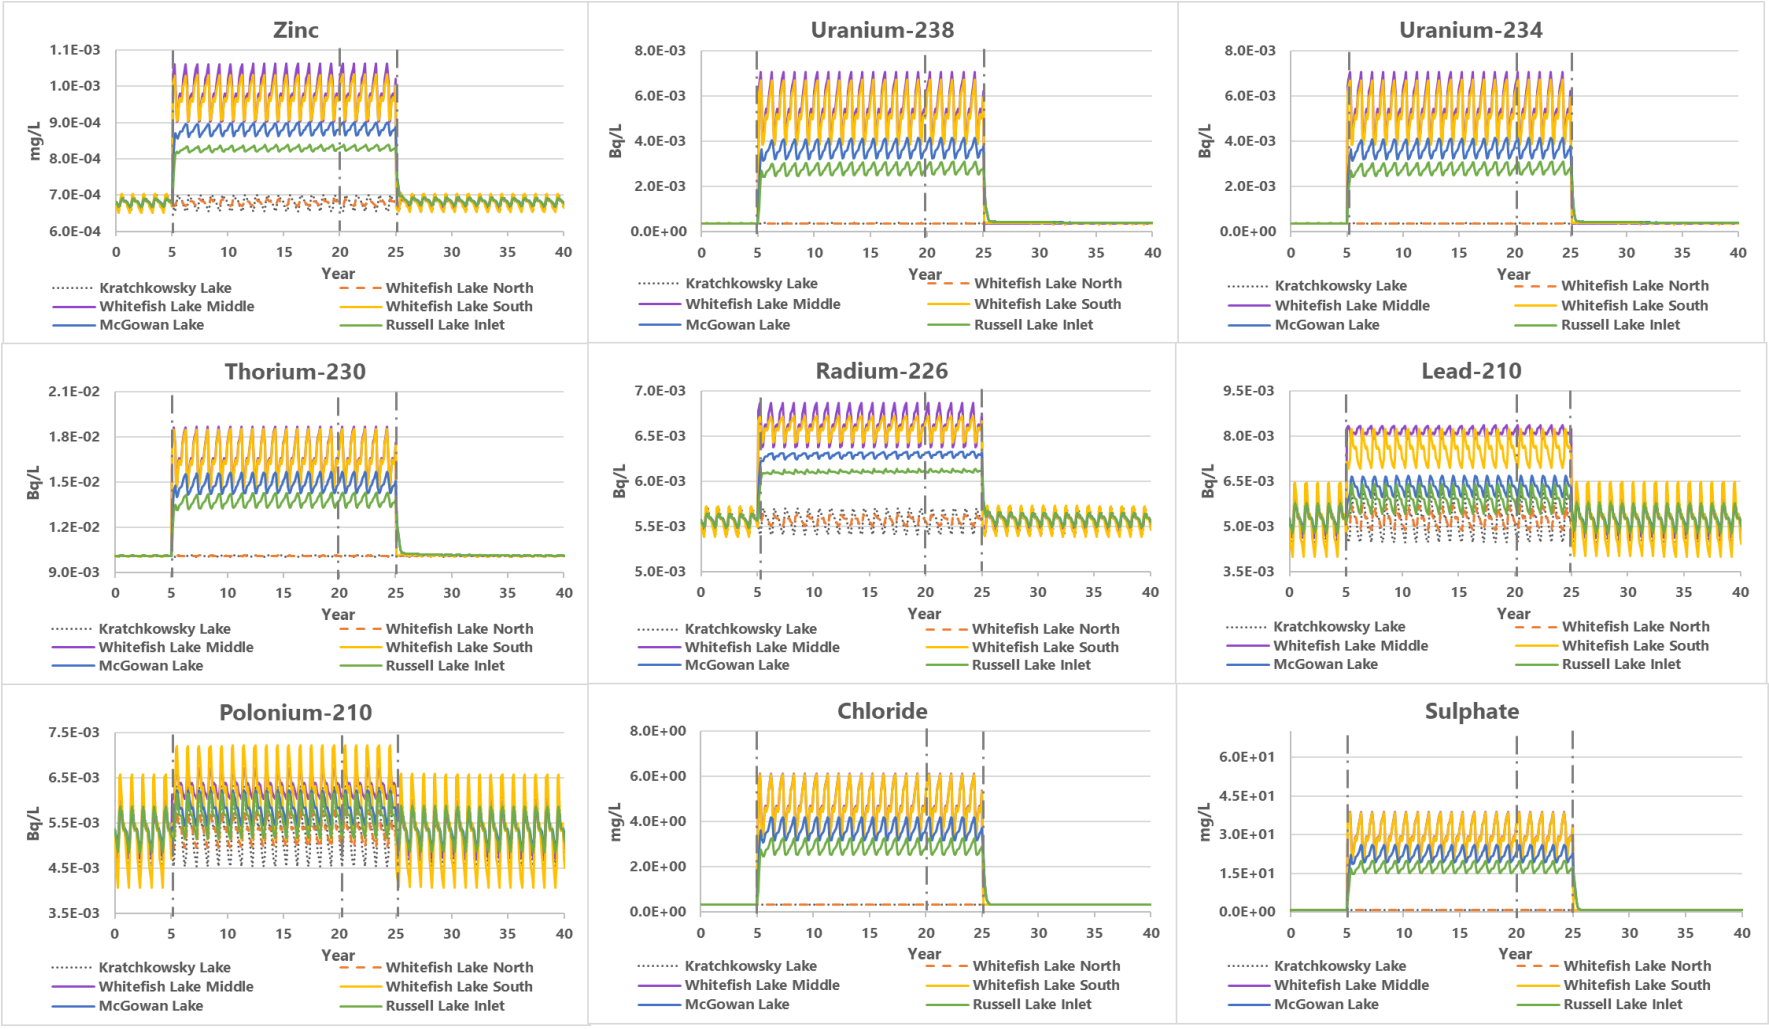 Zinc
1.1E-03
1.0E-03
9.0E-04
8.0E-04
7.0E-04
6.0E-04
mg/L
0 5 10 15 20 25 30 35 40
Year
Kratchkowsky Lake Whitefish Lake North
Whitefish Lake Middle Whitefish Lake South
McGowan Lake Russell Lake Inlet
Uranium-238
8.0E-03
6.0E-03
4.0E-03
2.0E-03
0.0E+00
Bq/L
0 5 10 15 20 25 30 35 40
Year
Kratchkowsky Lake Whitefish Lake North
Whitefish Lake Middle Whitefish Lake South
McGowan Lake Russell Lake Inlet
Uranium-234
8.0E-03
6.0E-03
4.0E-03
2.0E-03
0.0E+00
Bq/L
0 5 10 15 20 25 30 35 40
Year
Kratchkowsky Lake Whitefish Lake North
Whitefish Lake Middle Whitefish Lake South
McGowan Lake Russell Lake Inlet
Thorium-230
2.1E-02
1.8E-02
1.5E-02
1.2E-02
9.0E-03
Bq/L
0 5 10 15 20 25 30 35 40
Year
Kratchkowsky Lake Whitefish Lake North
Whitefish Lake Middle Whitefish Lake South
McGowan Lake Russell Lake Inlet
Radium-226
7.0E-03
6.5E-03
6.0E-03
5.5E-03
5.0E-03
Bq/L
0 5 10 15 20 25 30 35 40
Year
Kratchkowsky Lake Whitefish Lake North
Whitefish Lake Middle Whitefish Lake South
McGowan Lake Russell Lake Inlet
Lead-210
9.5E-03
8.0E-03
6.5E-03
5.0E-03
3.5E-03
Bq/L
0 5 10 15 20 25 30 35 40
Year
Kratchkowsky Lake Whitefish Lake North
Whitefish Lake Middle Whitefish Lake South
McGowan Lake Russell Lake Inlet
Polonium-210
7.5E-03
6.5E-03
5.5E-03
4.5E-03
3.5E-03
Bq/L
0 5 10 15 20 25 30 35 40
Year
Kratchkowsky Lake Whitefish Lake North
Whitefish Lake Middle Whitefish Lake South
McGowan Lake Russell Lake Inlet
Chloride
8.0E+00
6.0E+00
4.0E+00
2.0E+00
0.0E+00
mg/L
0 5 10 15 20 25 30 35 40
Year
Kratchkowsky Lake Whitefish Lake North
Whitefish Lake Middle Whitefish Lake South
McGowan Lake Russell Lake Inlet
Sulphate
6.0E+01
4.5E+01
3.0E+01
1.5E+01
0.0E+00
mg/L
0 5 10 15 20 25 30 35 40
Year
Kratchkowsky Lake Whitefish Lake North
Whitefish Lake Middle Whitefish Lake South
McGowan Lake Russell Lake Inlet